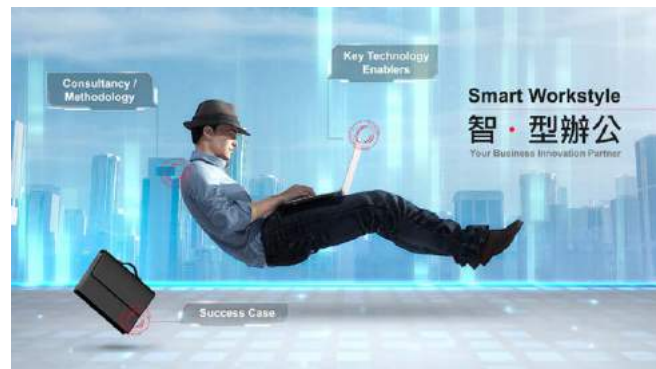 Key Technology
Enablers
Consultancy /
Methodology
Smart Workstyle
智・型辦公
Your Business Innovation Partner
Success Case